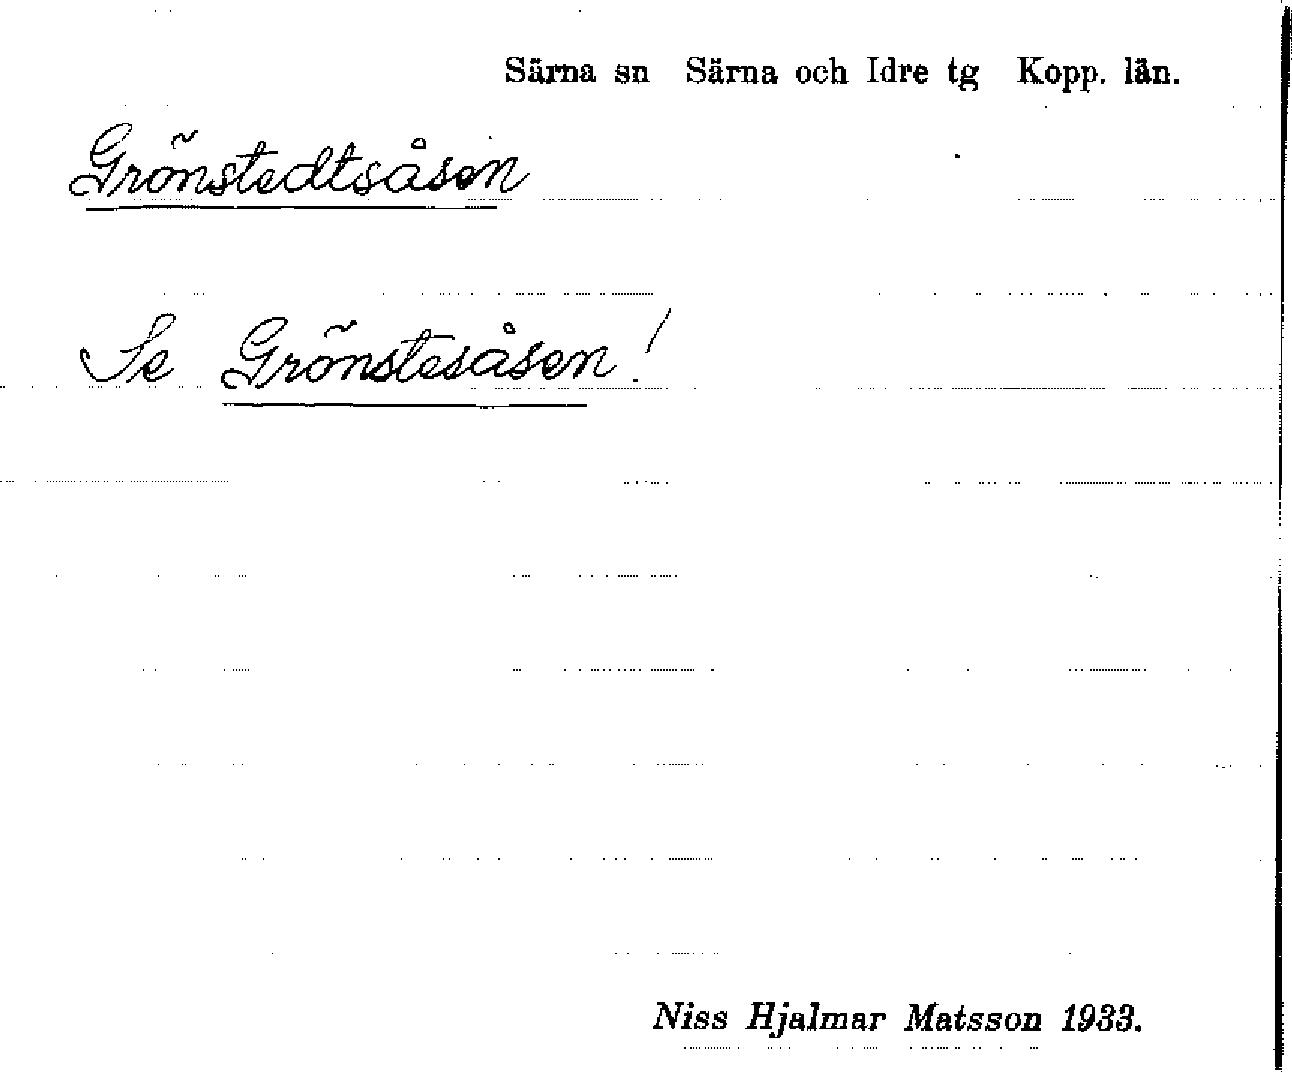 Särna sn Särna och Idre tg Kopp. län.
Grönstedtsåsen
Se Grönstesåsen!
Niss Hjalmar Matsson 1933.